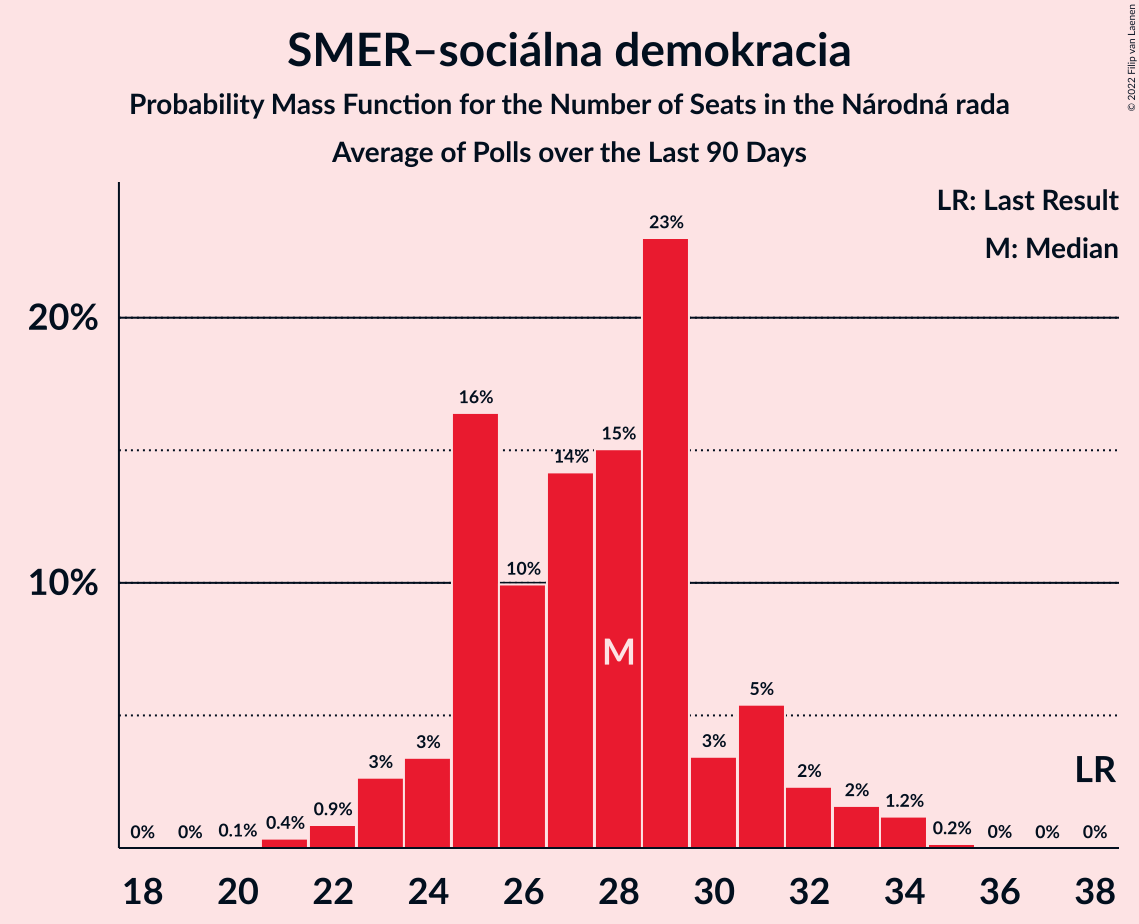 SMER–sociálna demokracia
Probability Mass Function for the Number of Seats in the Národná rada
Average of Polls over the Last 90 Days
© 2022 Filip van Laenen
LR: Last Result
M: Median
20%
10%
0%
0%
0.1%
0.4%
0.9%
3%
3%
16%
10%
14%
15%
23%
3%
5%
2%
2%
1.2%
0.2%
0%
0%
0%
M
LR
18 20 22 24 26 28 30 32 34 36 38